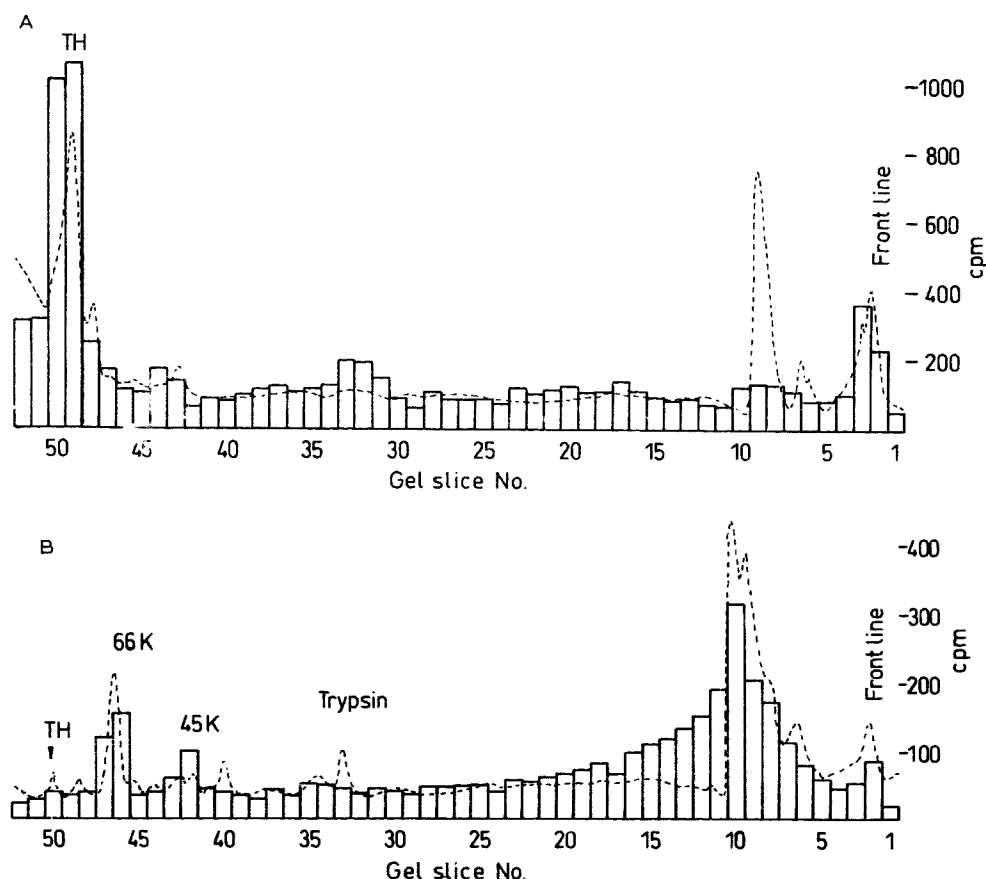 A
TH
-1000
- 800
- 600
- 400
- 200
Front line
cpm
50 45 40 35 30 25 20 15 10 5 1
Gel slice No.
B
66 K
45 K
TH
Trypsin
-400
-300
-200
-100
Front line
cpm
50 45 40 35 30 25 20 15 10 5 1
Gel slice No.